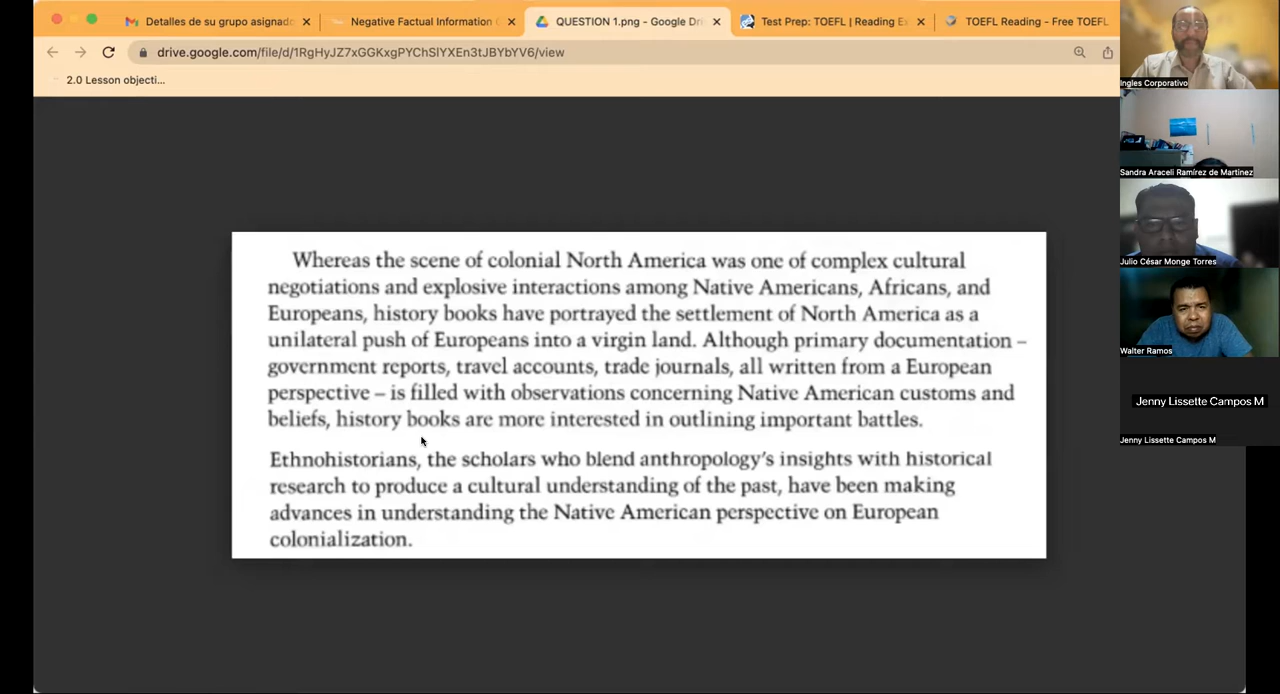 Detalles de su grupo asignado
Negative Factual Information
QUESTION 1.png - Google Dri
Test Prep: TOEFL | Reading Ex
TOEFL Reading - Free TOEFL
drive.google.com/file/d/1RgHyJZ7xGGKxgPYChSIYXEn3tJBYbYV6/view
2.0 Lesson objecti...
Whereas the scene of colonial North America was one of complex cultural
negotiations and explosive interactions among Native Americans, Africans, and
Europeans, history books have portrayed the settlement of North America as a
unilateral push of Europeans into a virgin land. Although primary documentation –
government reports, travel accounts, trade journals, all written from a European
perspective – is filled with observations concerning Native American customs and
beliefs, history books are more interested in outlining important battles.
Ethnohistorians, the scholars who blend anthropology's insights with historical
research to produce a cultural understanding of the past, have been making
advances in understanding the Native American perspective on European
colonialization.
Ingles Corporativo
Sandra Araceli Ramírez de Martínez
Julio César Monge Torres
Walter Ramos
Jenny Lissette Campos M
Jenny Lissette Campos M